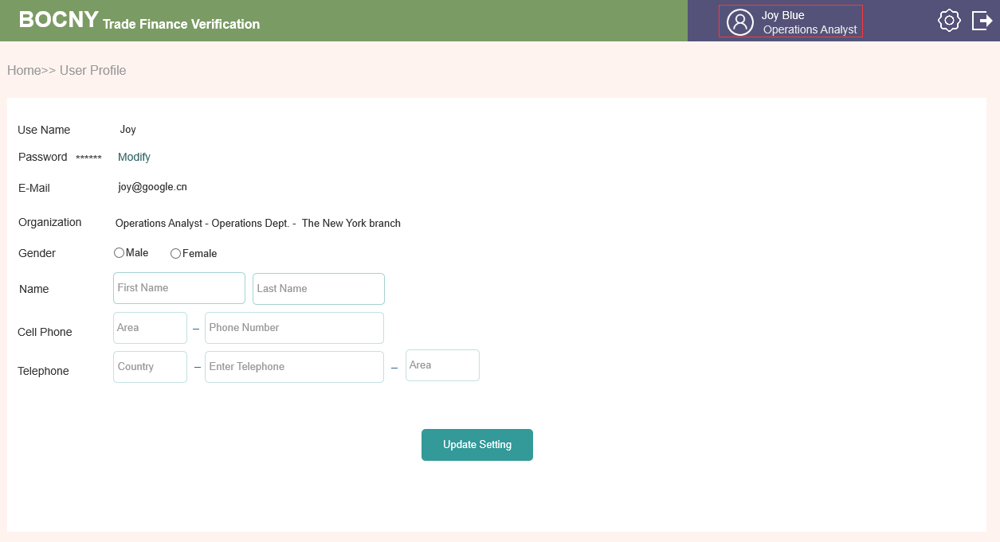 BOCNY Trade Finance Verification
Joy Blue
Operations Analyst
Home>> User Profile
Use Name Joy
Password ****** Modify
E-Mail joy@google.cn
Organization Operations Analyst - Operations Dept. - The New York branch
Gender Male Female
Name First Name Last Name
Cell Phone Area – Phone Number
Telephone Country – Enter Telephone – Area
Update Setting